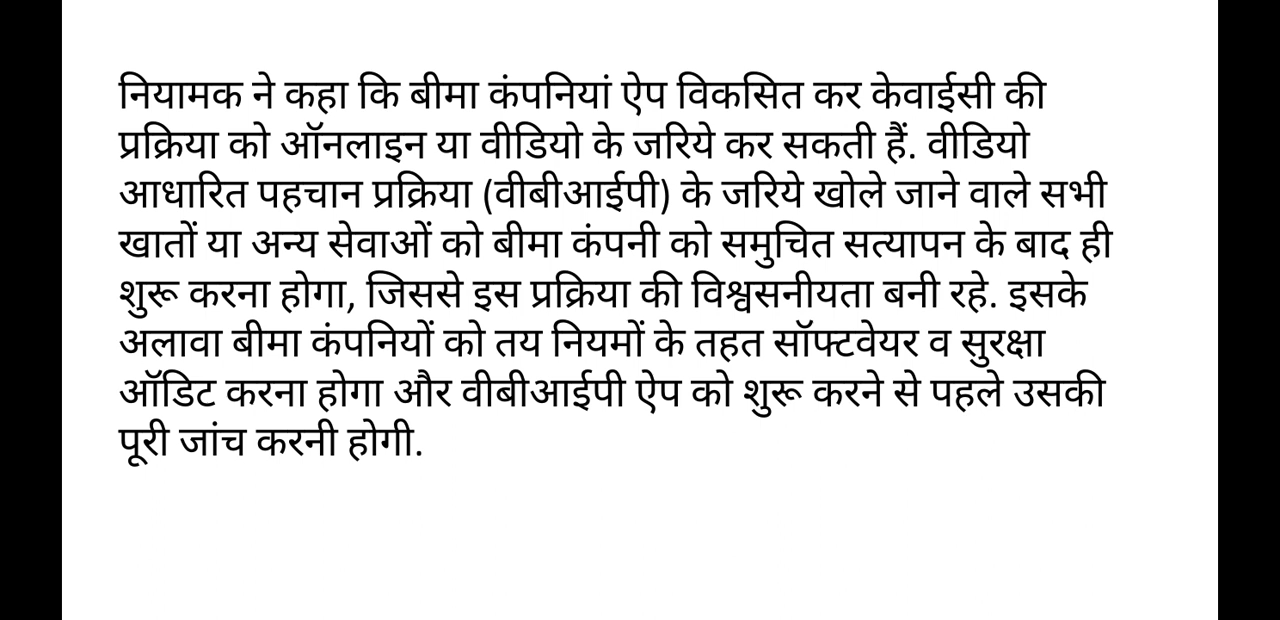 नियामक ने कहा कि बीमा कंपनियां ऐप विकसित कर केवाईसी की
प्रक्रिया को ऑनलाइन या वीडियो के जरिये कर सकती हैं. वीडियो
आधारित पहचान प्रक्रिया (वीबीआईपी) के जरिये खोले जाने वाले सभी
खातों या अन्य सेवाओं को बीमा कंपनी को समुचित सत्यापन के बाद ही
शुरू करना होगा, जिससे इस प्रक्रिया की विश्वसनीयता बनी रहे. इसके
अलावा बीमा कंपनियों को तय नियमों के तहत सॉफ्टवेयर व सुरक्षा
ऑडिट करना होगा और वीबीआईपी ऐप को शुरू करने से पहले उसकी
पूरी जांच करनी होगी.